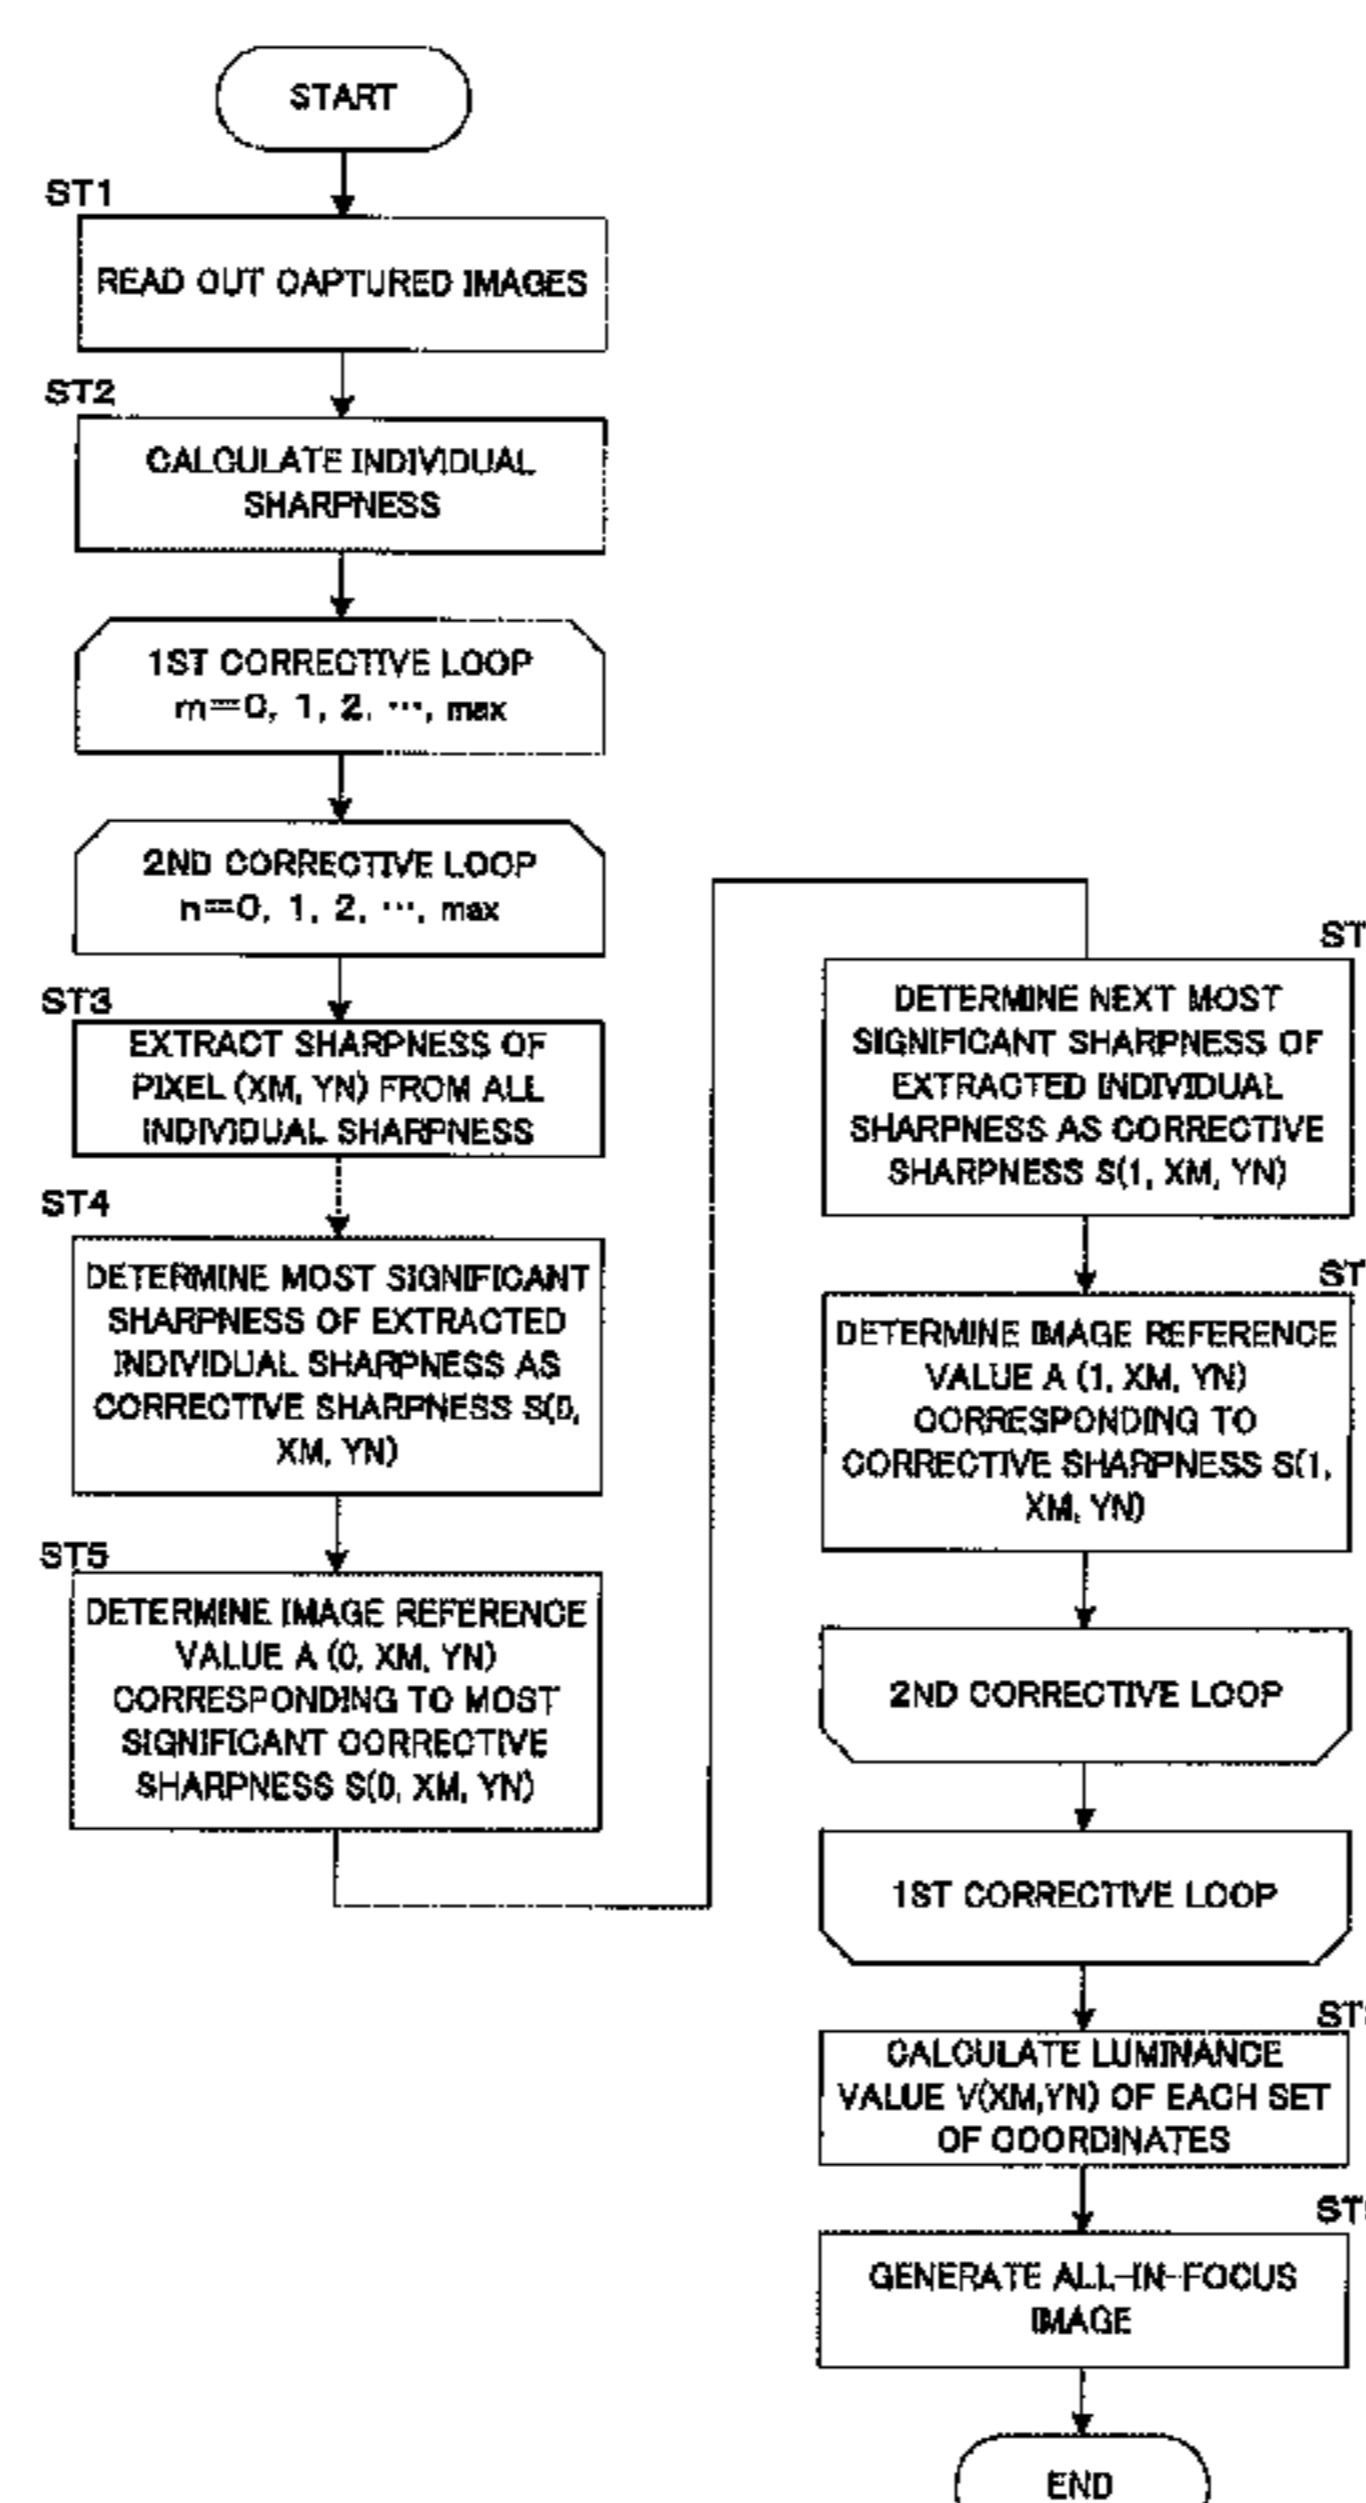 START
ST1
READ OUT CAPTURED IMAGES
ST2
CALCULATE INDIVIDUAL
SHARPNESS
1ST CORRECTIVE LOOP
m=0, 1, 2, ···, max
2ND CORRECTIVE LOOP
n=0, 1, 2, ···, max
ST3
EXTRACT SHARPNESS OF
PIXEL (XM, YN) FROM ALL
INDIVIDUAL SHARPNESS
ST4
DETERMINE MOST SIGNIFICANT
SHARPNESS OF EXTRACTED
INDIVIDUAL SHARPNESS AS
CORRECTIVE SHARPNESS S(0,
XM, YN)
ST5
DETERMINE IMAGE REFERENCE
VALUE A (0, XM, YN)
CORRESPONDING TO MOST
SIGNIFICANT CORRECTIVE
SHARPNESS S(0, XM, YN)
ST
DETERMINE NEXT MOST
SIGNIFICANT SHARPNESS OF
EXTRACTED INDIVIDUAL
SHARPNESS AS CORRECTIVE
SHARPNESS S(1, XM, YN)
ST
DETERMINE IMAGE REFERENCE
VALUE A (1, XM, YN)
CORRESPONDING TO
CORRECTIVE SHARPNESS S(1,
XM, YN)
2ND CORRECTIVE LOOP
1ST CORRECTIVE LOOP
ST
CALCULATE LUMINANCE
VALUE V(XM,YN) OF EACH SET
OF COORDINATES
ST
GENERATE ALL-IN-FOCUS
IMAGE
END